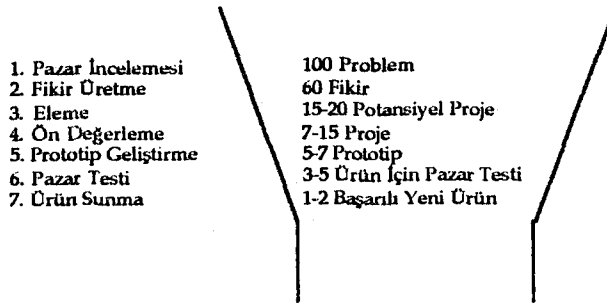 1. Pazar İncelemesi
2. Fikir Üretme
3. Eleme
4. Ön Değerleme
5. Prototip Geliştirme
6. Pazar Testi
7. Ürün Sunma
100 Problem
60 Fikir
15-20 Potansiyel Proje
7-15 Proje
5-7 Prototip
3-5 Ürün İçin Pazar Testi
1-2 Başarılı Yeni Ürün